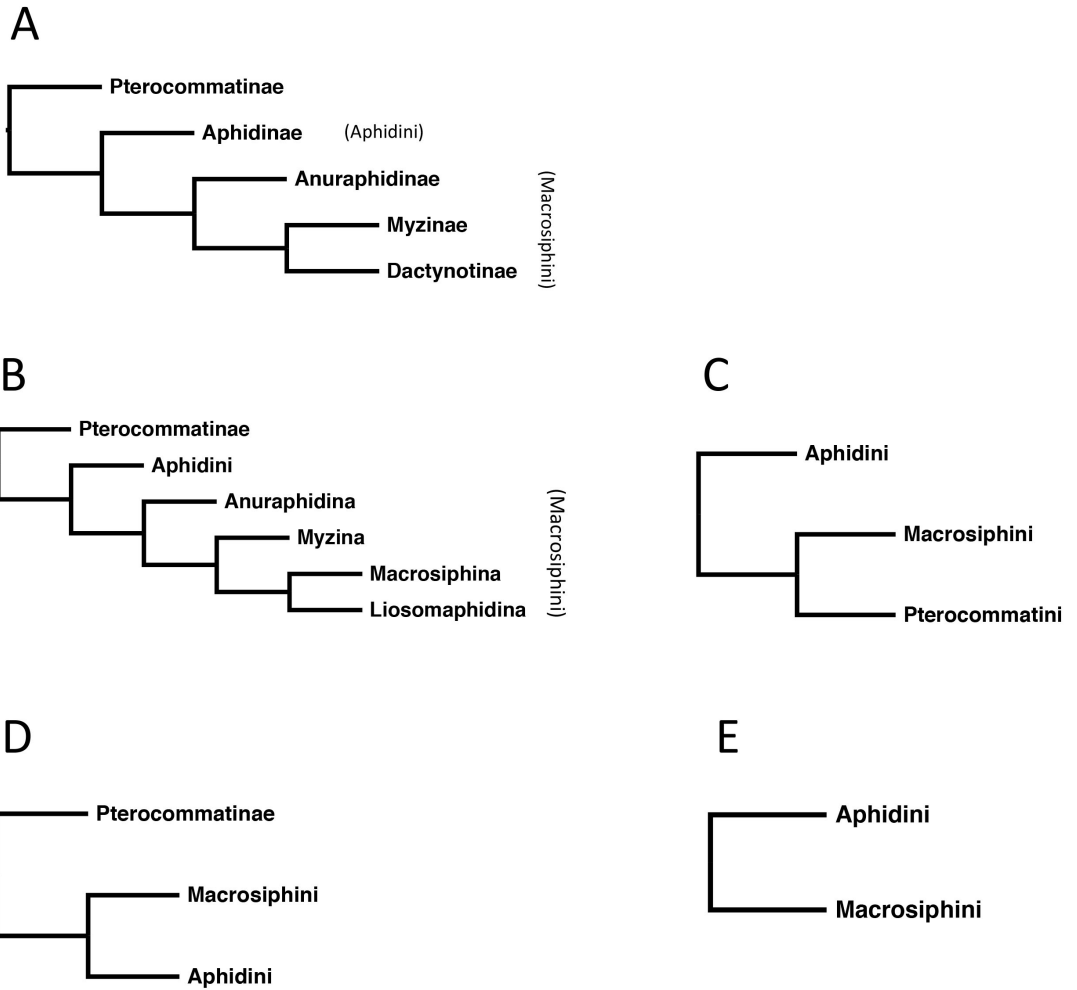 A
Pterocommatinae
Aphidinae (Aphidini)
Anuraphidinae
Myzinae
Dactynotinae
(Macrosiphini)
B
Pterocommatinae
Aphidini
Anuraphidina
Myzina
Macrosiphina
Liosomaphidina
(Macrosiphini)
C
Aphidini
Macrosiphini
Pterocommatini
D
Pterocommatinae
Macrosiphini
Aphidini
E
Aphidini
Macrosiphini